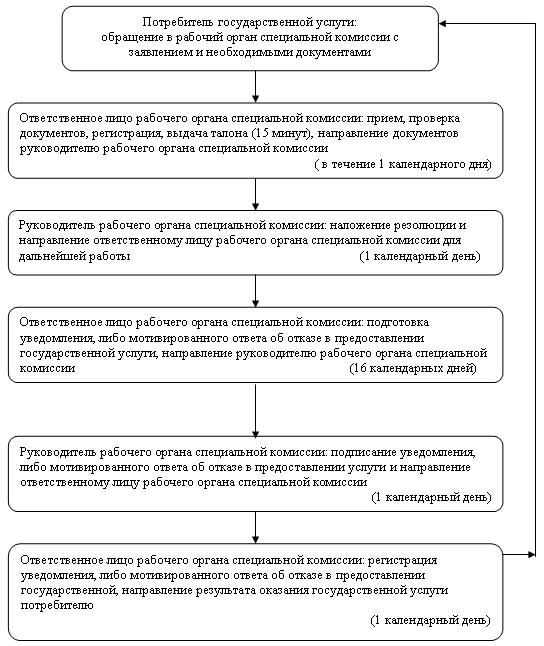 Потребитель государственной услуги:
обращение в рабочий орган специальной комиссии с
заявлением и необходимыми документами
Ответственное лицо рабочего органа специальной комиссии: прием, проверка
документов, регистрация, выдача талона (15 минут), направление документов
руководителю рабочего органа специальной комиссии
( в течение 1 календарного дня)
Руководитель рабочего органа специальной комиссии: наложение резолюции и
направление ответственному лицу рабочего органа специальной комиссии для
дальнейшей работы (1 календарный день)
Ответственное лицо рабочего органа специальной комиссии: подготовка
уведомления, либо мотивированного ответа об отказе в предоставлении
государственной услуги, направление руководителю рабочего органа специальной
комиссии (16 календарных дней)
Руководитель рабочего органа специальной комиссии: подписание уведомления,
либо мотивированного ответа об отказе в предоставлении услуги и направление
ответственному лицу рабочего органа специальной комиссии
(1 календарный день)
Ответственное лицо рабочего органа специальной комиссии: регистрация
уведомления, либо мотивированного ответа об отказе в предоставлении
государственной, направление результата оказания государственной услуги
потребителю
(1 календарный день)